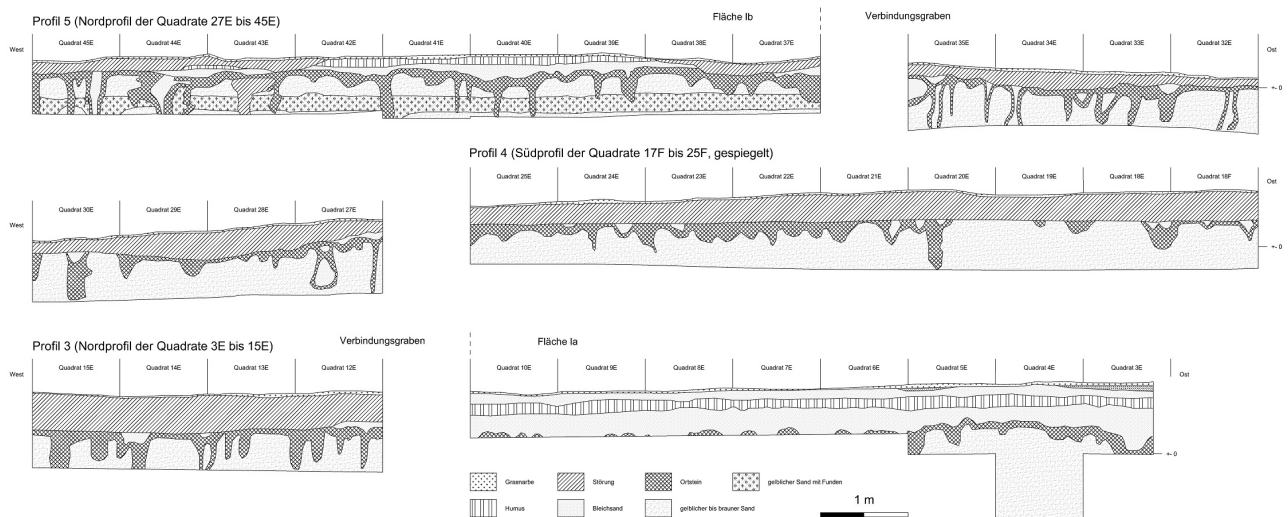 Profil 5 (Nordprofil der Quadrate 27E bis 45E)
Fläche Ib
Verbindungsgraben
West
Quadrat 45E
Quadrat 44E
Quadrat 43E
Quadrat 42E
Quadrat 41E
Quadrat 40E
Quadrat 39E
Quadrat 38E
Quadrat 37E
Quadrat 35E
Quadrat 34E
Quadrat 33E
Quadrat 32E
Ost
+- 0
Profil 4 (Südprofil der Quadrate 17F bis 25F, gespiegelt)
Quadrat 25E
Quadrat 24E
Quadrat 23E
Quadrat 22E
Quadrat 21E
Quadrat 20E
Quadrat 19E
Quadrat 18E
Quadrat 18F
Ost
+- 0
West
Quadrat 30E
Quadrat 29E
Quadrat 28E
Quadrat 27E
Profil 3 (Nordprofil der Quadrate 3E bis 15E)
Verbindungsgraben
Fläche Ia
West
Quadrat 15E
Quadrat 14E
Quadrat 13E
Quadrat 12E
Quadrat 10E
Quadrat 9E
Quadrat 8E
Quadrat 7E
Quadrat 6E
Quadrat 5E
Quadrat 4E
Quadrat 3E
Ost
+- 0
Grasnarbe
Störung
Ortstein
gelblicher Sand mit Funden
Humus
Bleichsand
gelblicher bis brauner Sand
1 m